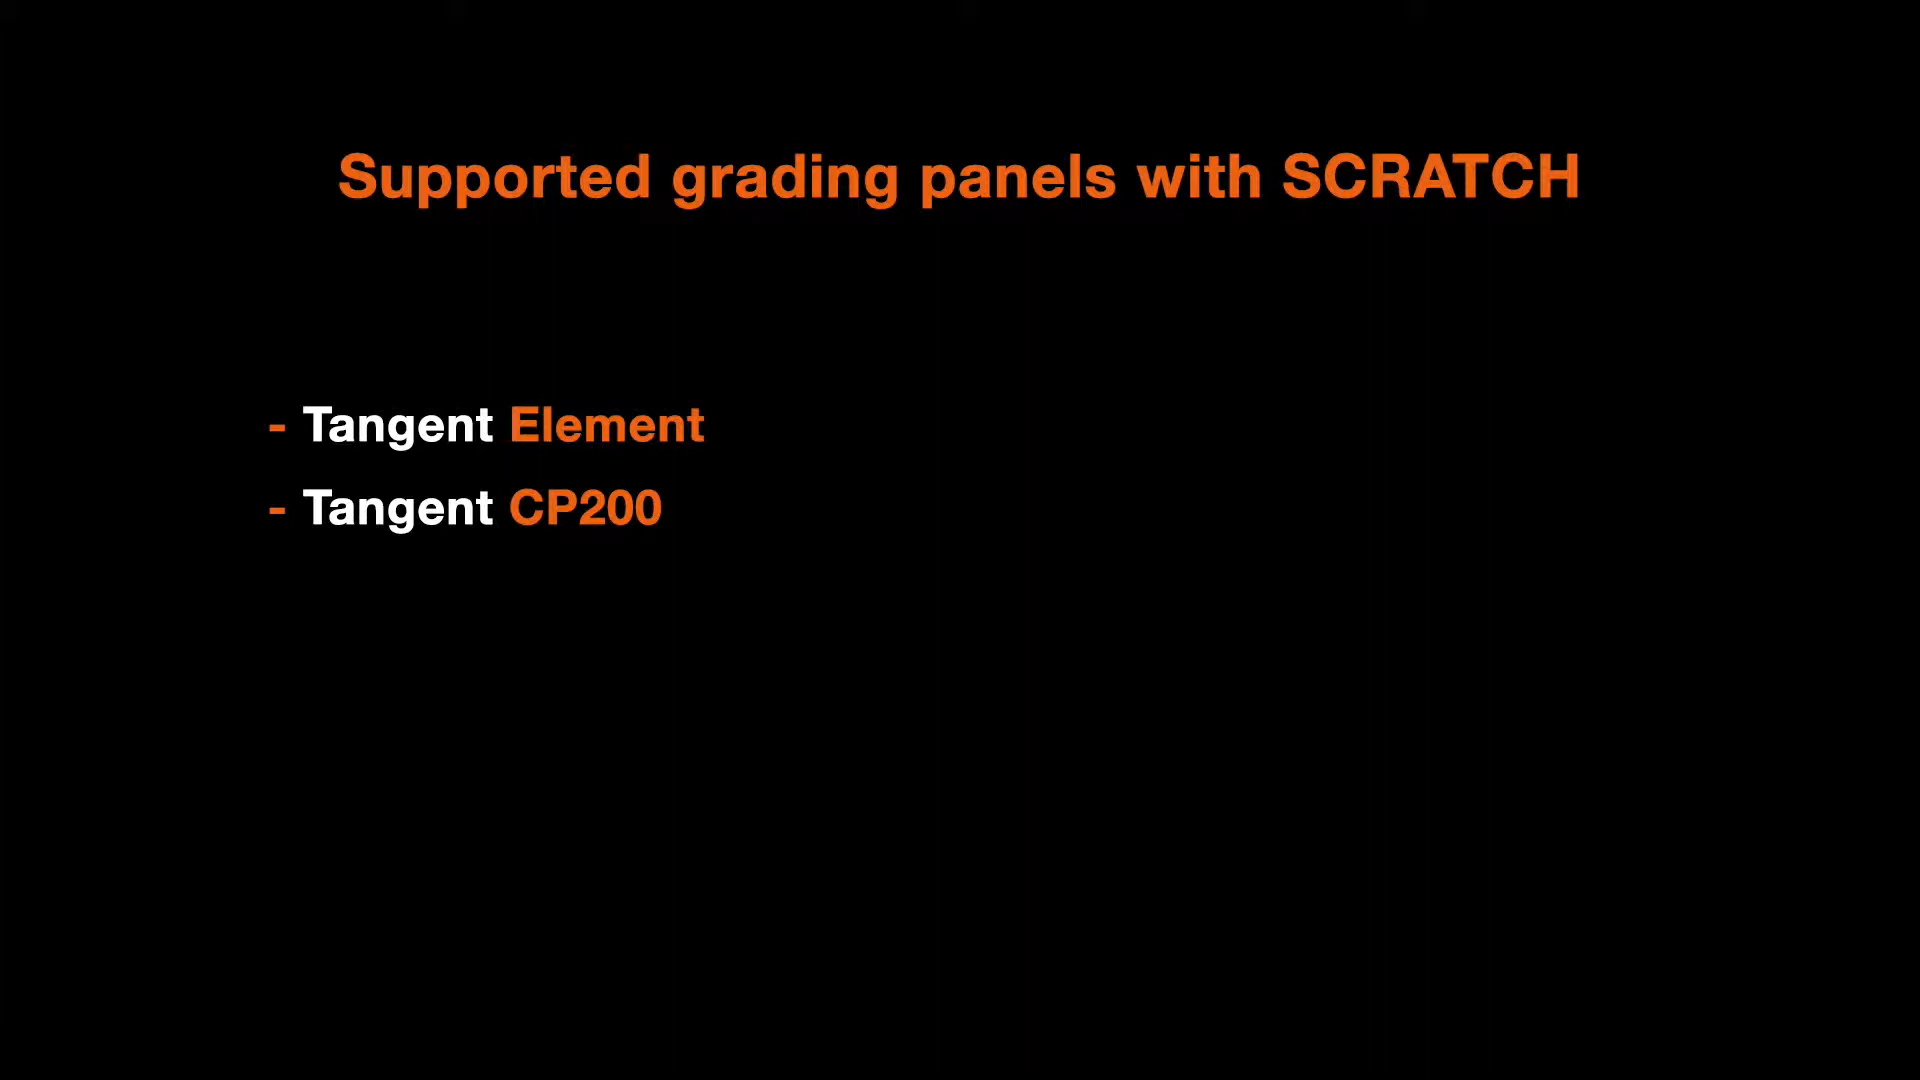 Supported grading panels with SCRATCH
- Tangent Element
- Tangent CP200